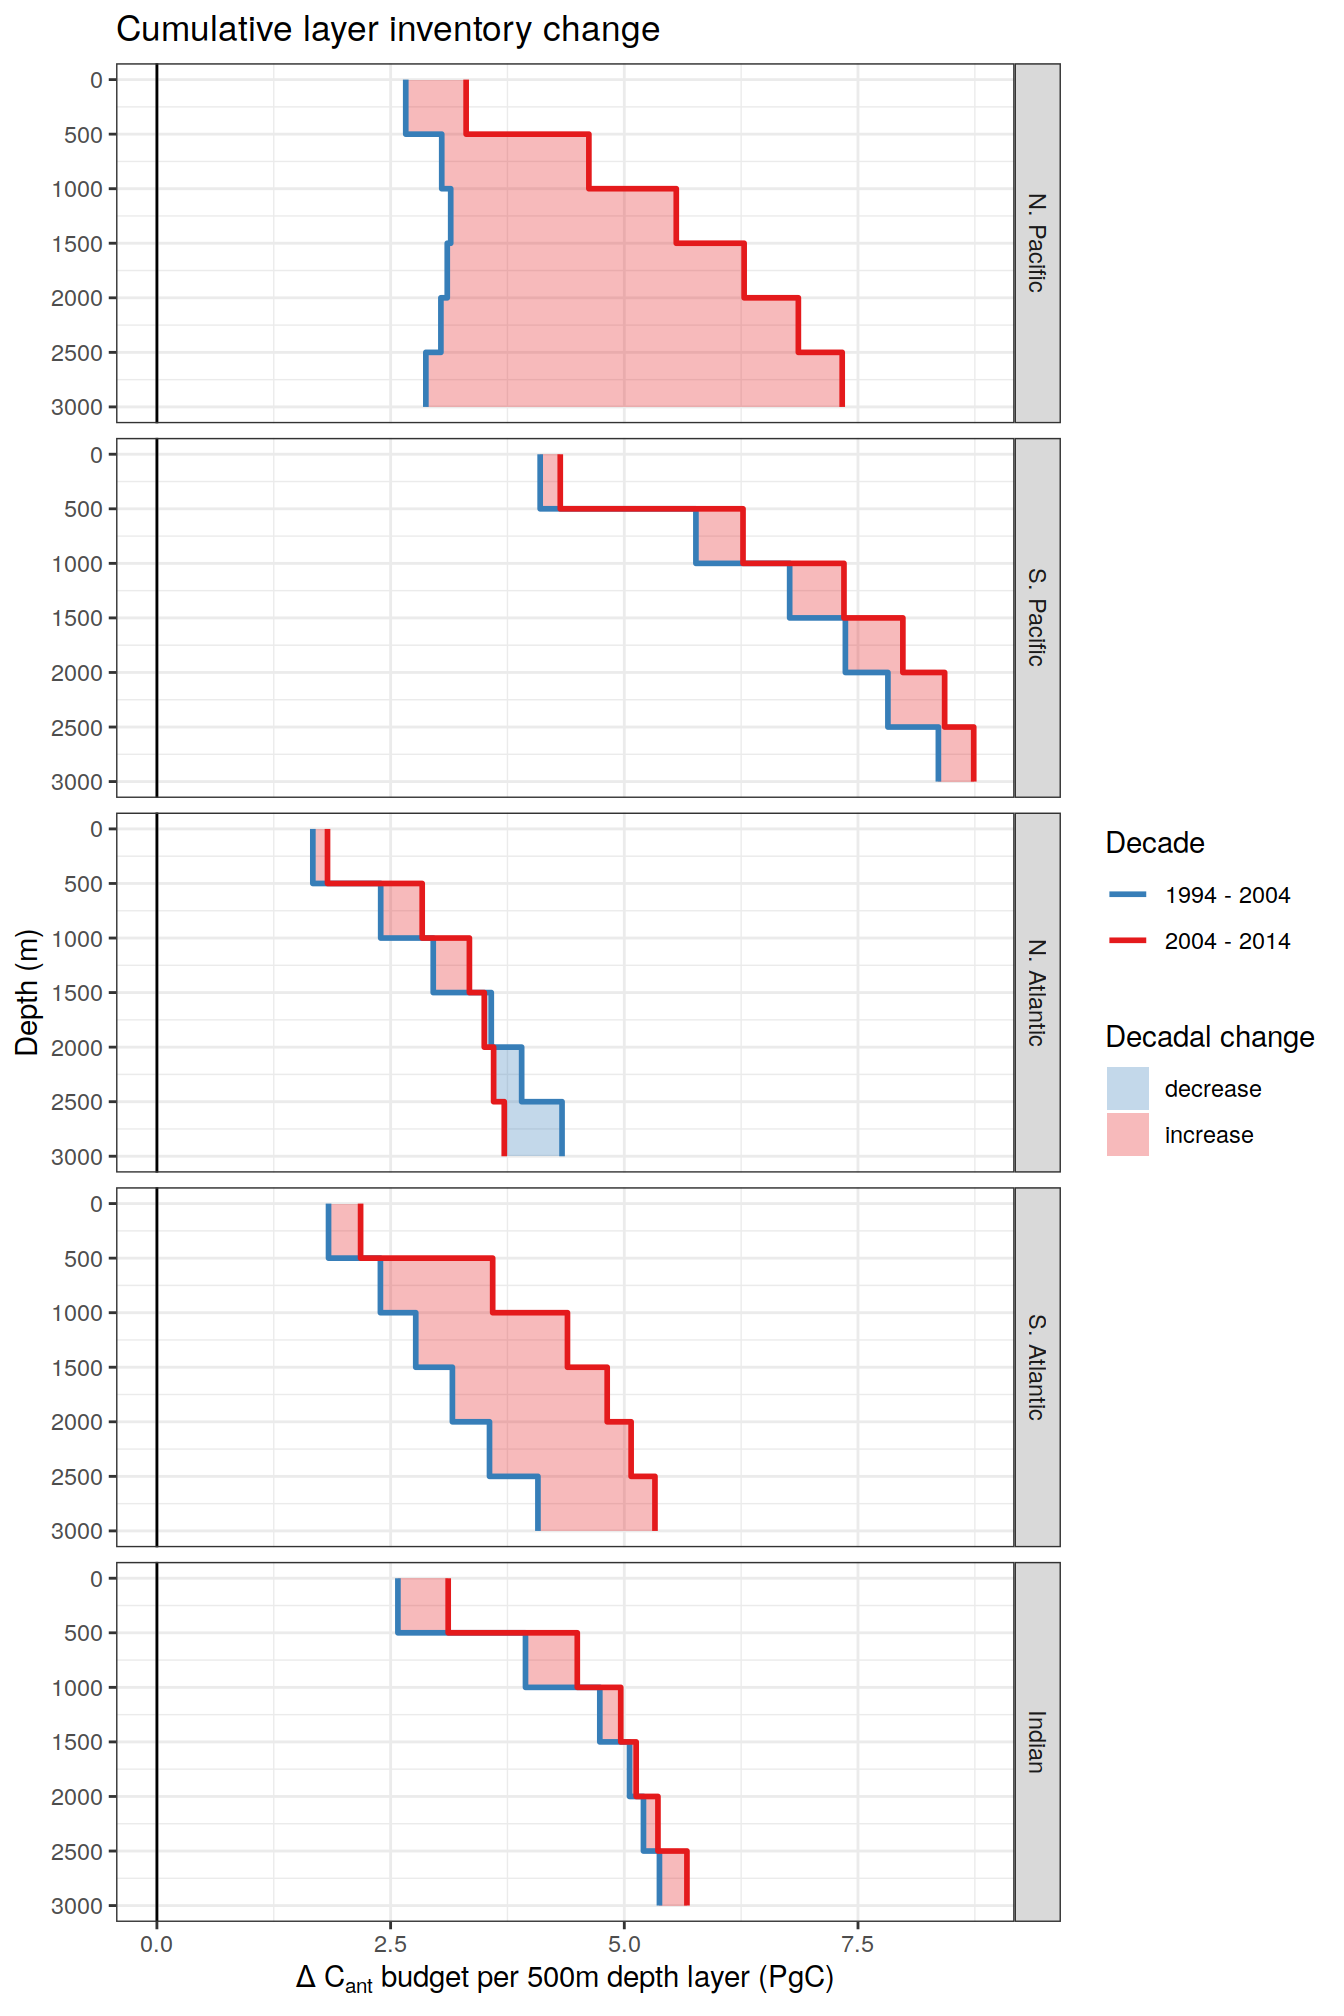 Cumulative layer inventory change
0
500
1000
1500
2000
2500
3000
N. Pacific
0
500
1000
1500
2000
2500
3000
S. Pacific
0
500
1000
1500
2000
2500
3000
N. Atlantic
0
500
1000
1500
2000
2500
3000
S. Atlantic
0
500
1000
1500
2000
2500
3000
Indian
Depth (m)
0.0 2.5 5.0 7.5
Δ Cant budget per 500m depth layer (PgC)
Decade
1994 - 2004
2004 - 2014
Decadal change
decrease
increase